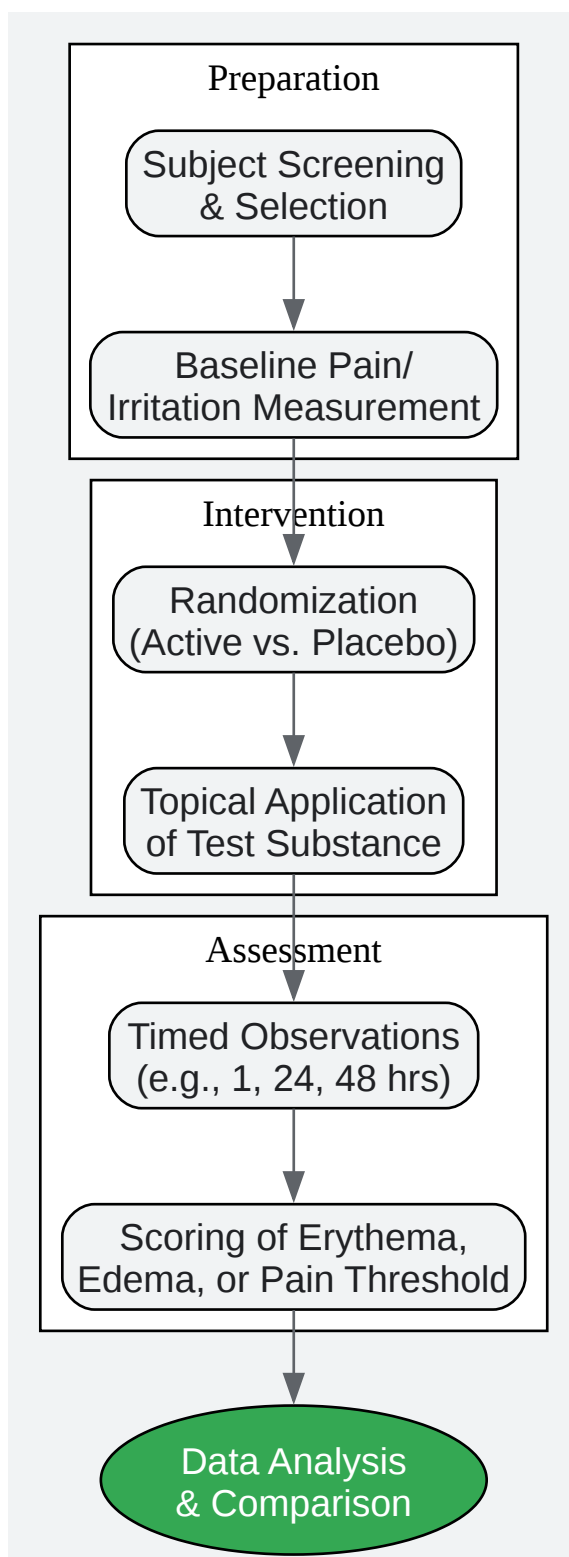 Preparation
Subject Screening
& Selection
Baseline Pain/
Irritation Measurement
Intervention
Randomization
(Active vs. Placebo)
Topical Application
of Test Substance
Assessment
Timed Observations
(e.g., 1, 24, 48 hrs)
Scoring of Erythema,
Edema, or Pain Threshold
Data Analysis
& Comparison